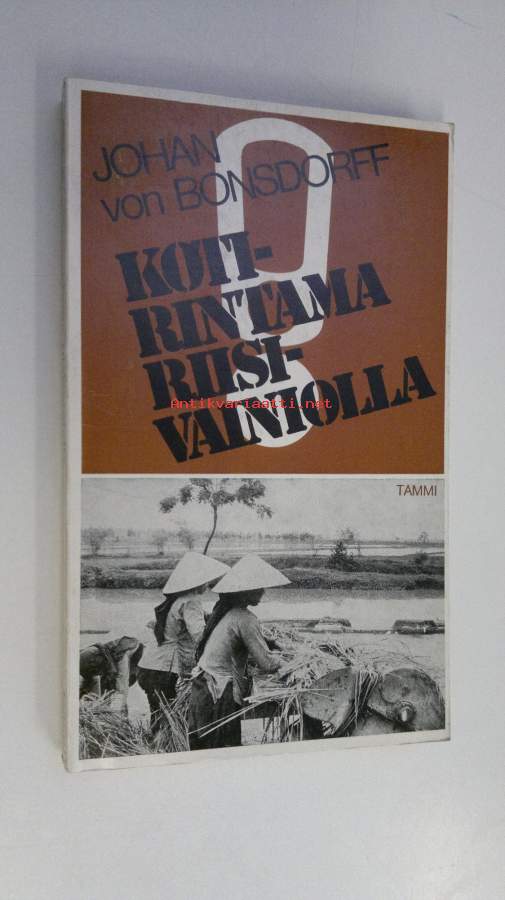 JOHAN
von BONSDORFF
KOTI-
RINTAMA
RIISI-
VAINIOLLA
Antikvariaatti.net
TAMMI